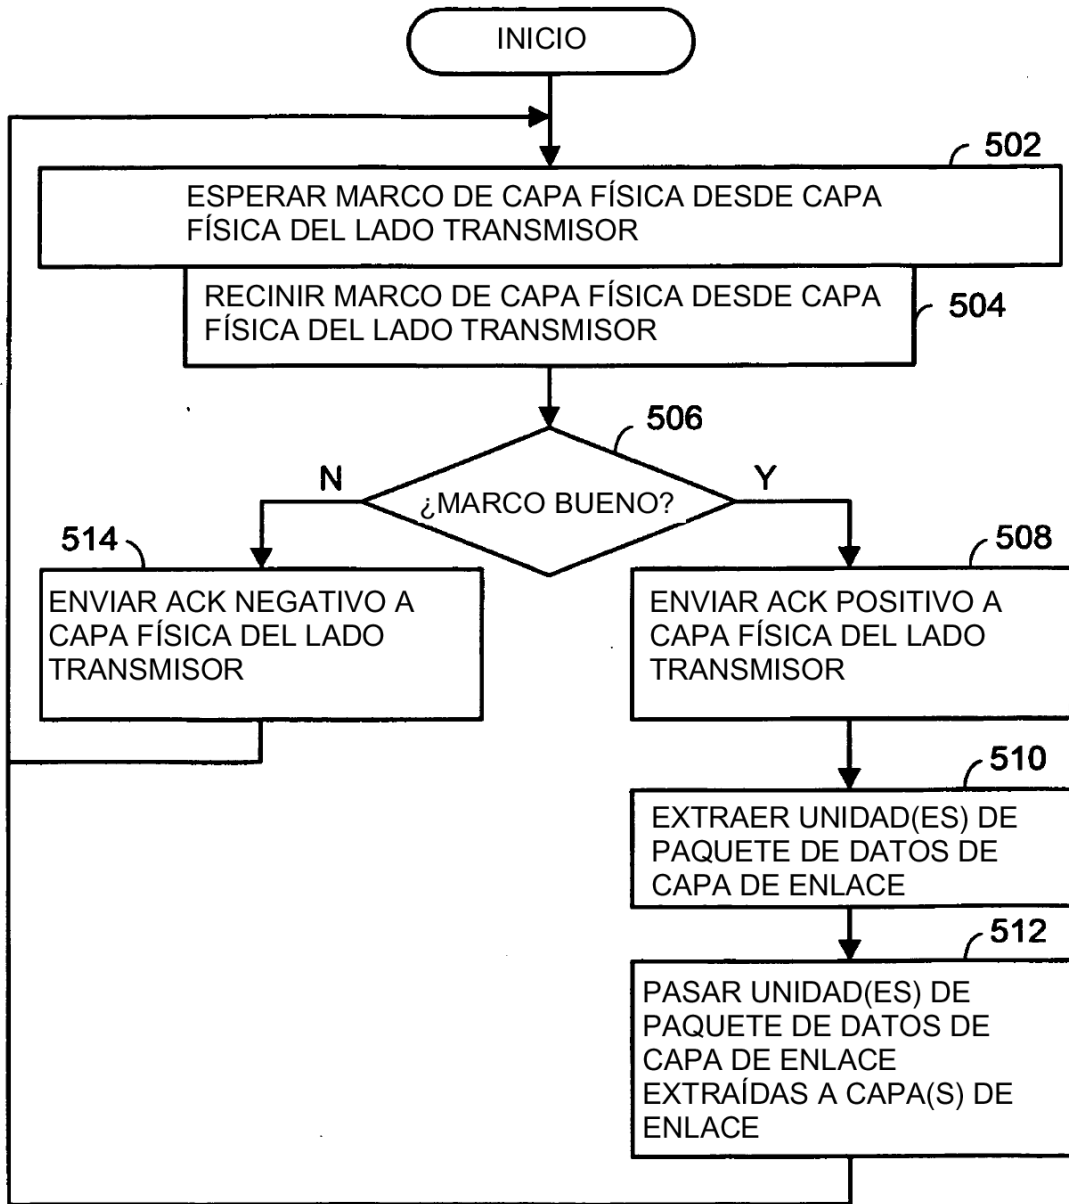 INICIO
502
ESPERAR MARCO DE CAPA FÍSICA DESDE CAPA
FÍSICA DEL LADO TRANSMISOR
RECINIR MARCO DE CAPA FÍSICA DESDE CAPA
FÍSICA DEL LADO TRANSMISOR
504
506
N
Y
¿MARCO BUENO?
514
ENVIAR ACK NEGATIVO A
CAPA FÍSICA DEL LADO
TRANSMISOR
508
ENVIAR ACK POSITIVO A
CAPA FÍSICA DEL LADO
TRANSMISOR
510
EXTRAER UNIDAD(ES) DE
PAQUETE DE DATOS DE
CAPA DE ENLACE
512
PASAR UNIDAD(ES) DE
PAQUETE DE DATOS DE
CAPA DE ENLACE
EXTRAÍDAS A CAPA(S) DE
ENLACE